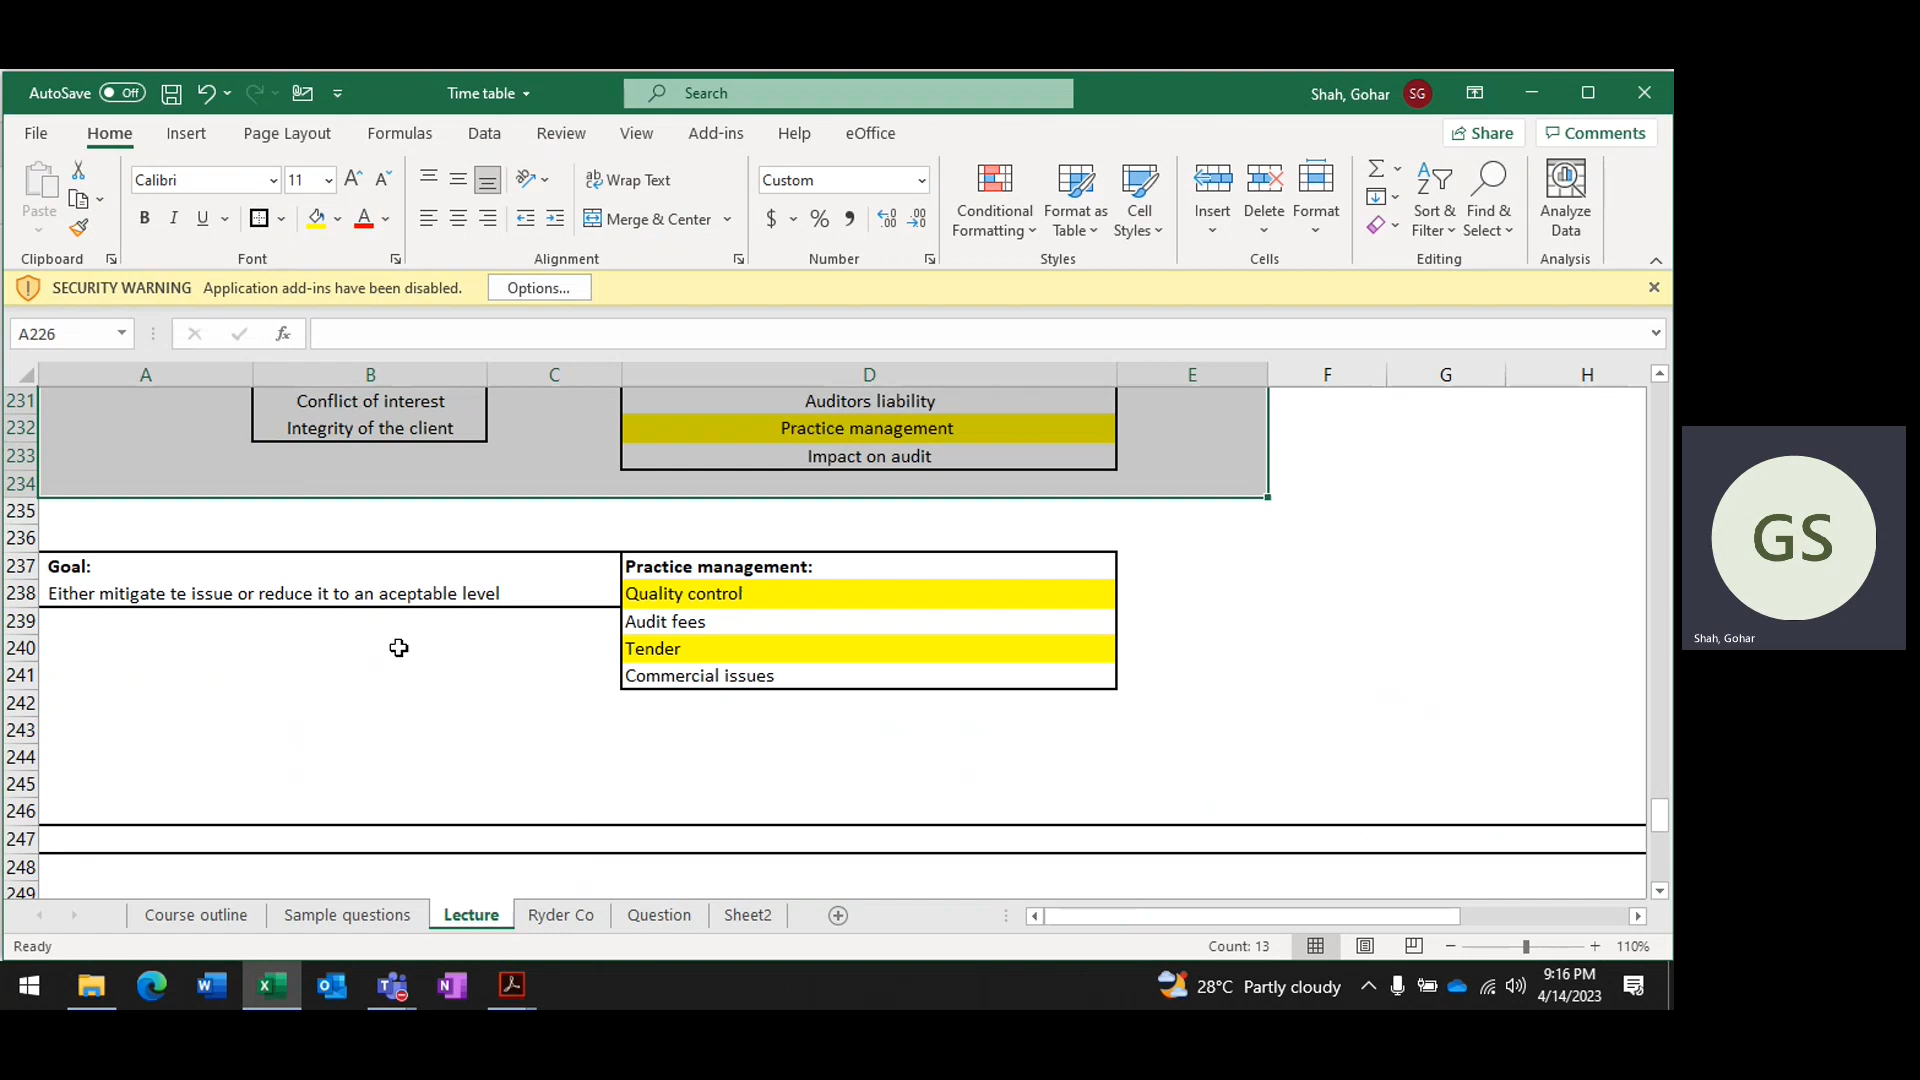 AutoSave Off Time table Search Shah, Gohar SG
File Home Insert Page Layout Formulas Data Review View Add-ins Help eOffice Share Comments
Paste Calibri 11 Wrap Text Custom Conditional Formatting Format as Table Cell Styles Insert Delete Format Sort & Filter Find & Select Analyze Data
B I U Merge & Center $ % 9
Clipboard Font Alignment Number Styles Cells Editing Analysis
SECURITY WARNING Application add-ins have been disabled. Options...
A226 fx
A B C D E F G H
231 Conflict of interest Auditors liability
232 Integrity of the client Practice management
233 Impact on audit
234
235
236
237 Goal: Practice management:
238 Either mitigate te issue or reduce it to an aceptable level Quality control
239 Audit fees
240 Tender
241 Commercial issues
242
243
244
245
246
247
248
249
GS
Shah, Gohar
Course outline Sample questions Lecture Ryder Co Question Sheet2
Ready Count: 13 110%
28°C Partly cloudy 9:16 PM
4/14/2023